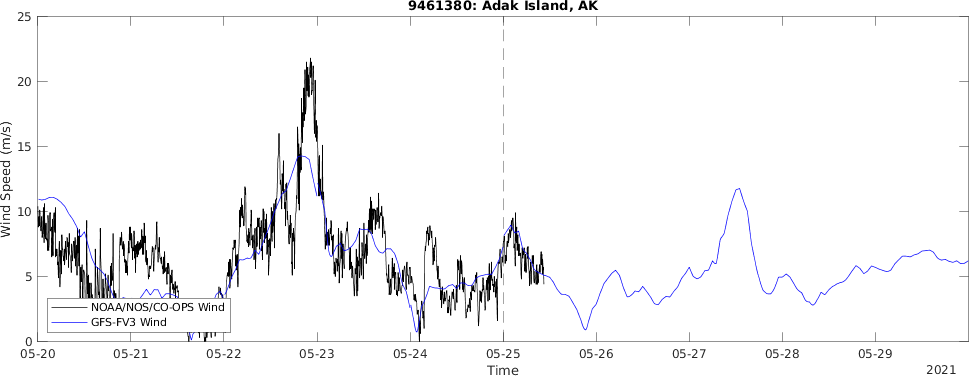 9461380: Adak Island, AK
25
20
15
10
5
0
Wind Speed (m/s)
NOAA/NOS/CO-OPS Wind
GFS-FV3 Wind
05-20 05-21 05-22 05-23 05-24 05-25 05-26 05-27 05-28 05-29
Time
2021